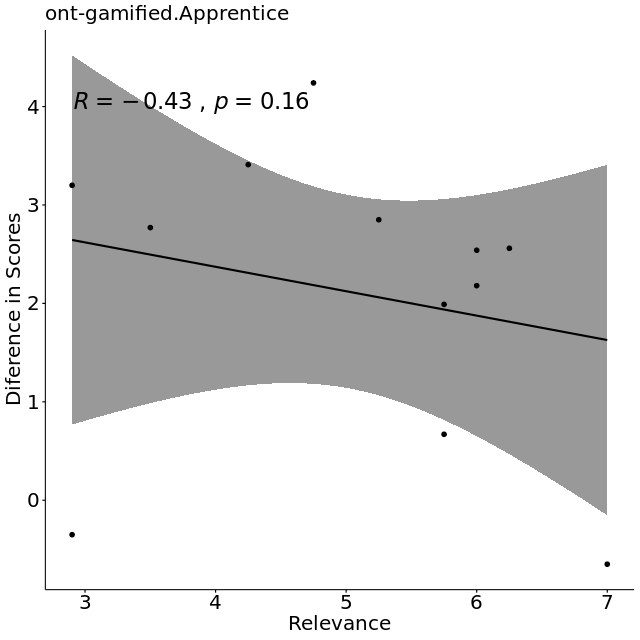 ont-gamified.Apprentice
R = −0.43 , p = 0.16
4
3
2
1
0
Diference in Scores
3 4 5 6 7
Relevance